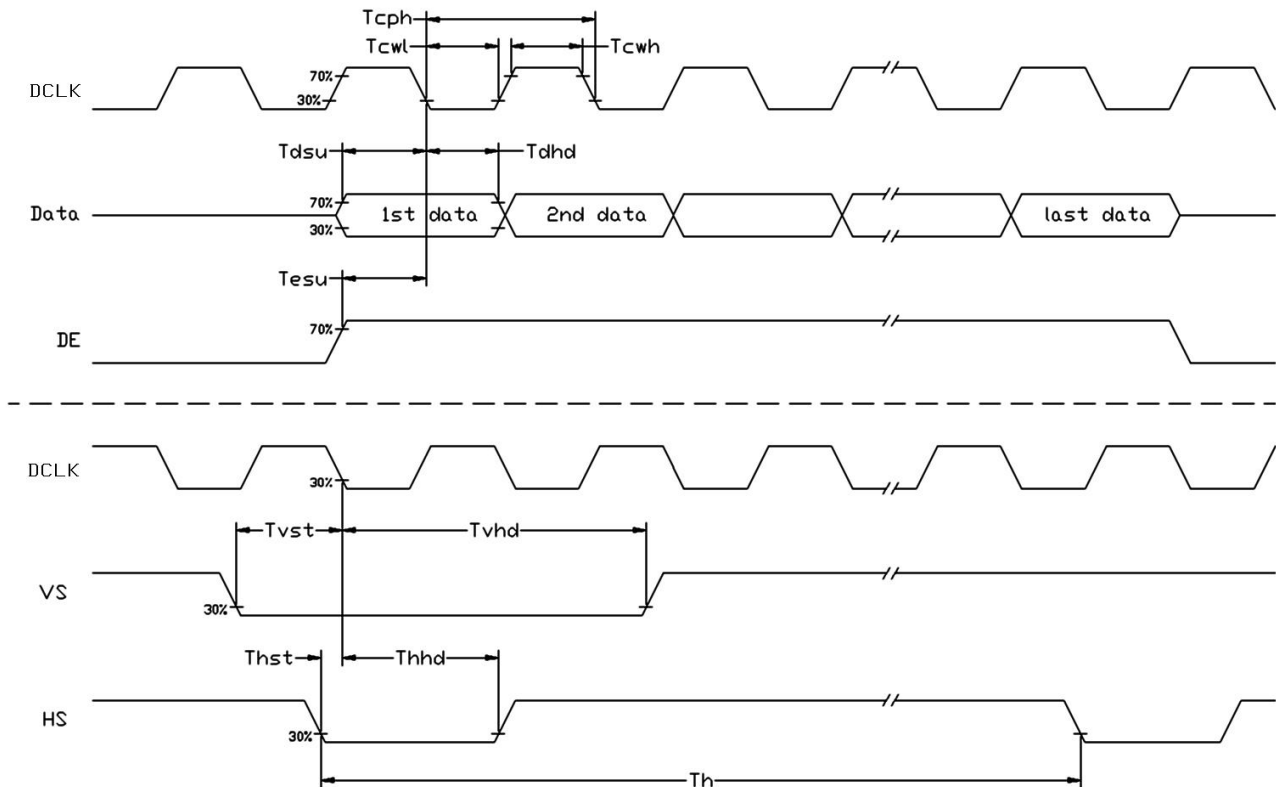 Tcph
Tcwl Tcwh
DCLK 70%
30%
Tdsu Tdhd
Data 70% 1st data 2nd data last data
30%
Tesu
DE 70%
DCLK 30%
Tvst Tvhd
VS 30%
Thst Thhd
HS 30%
Th